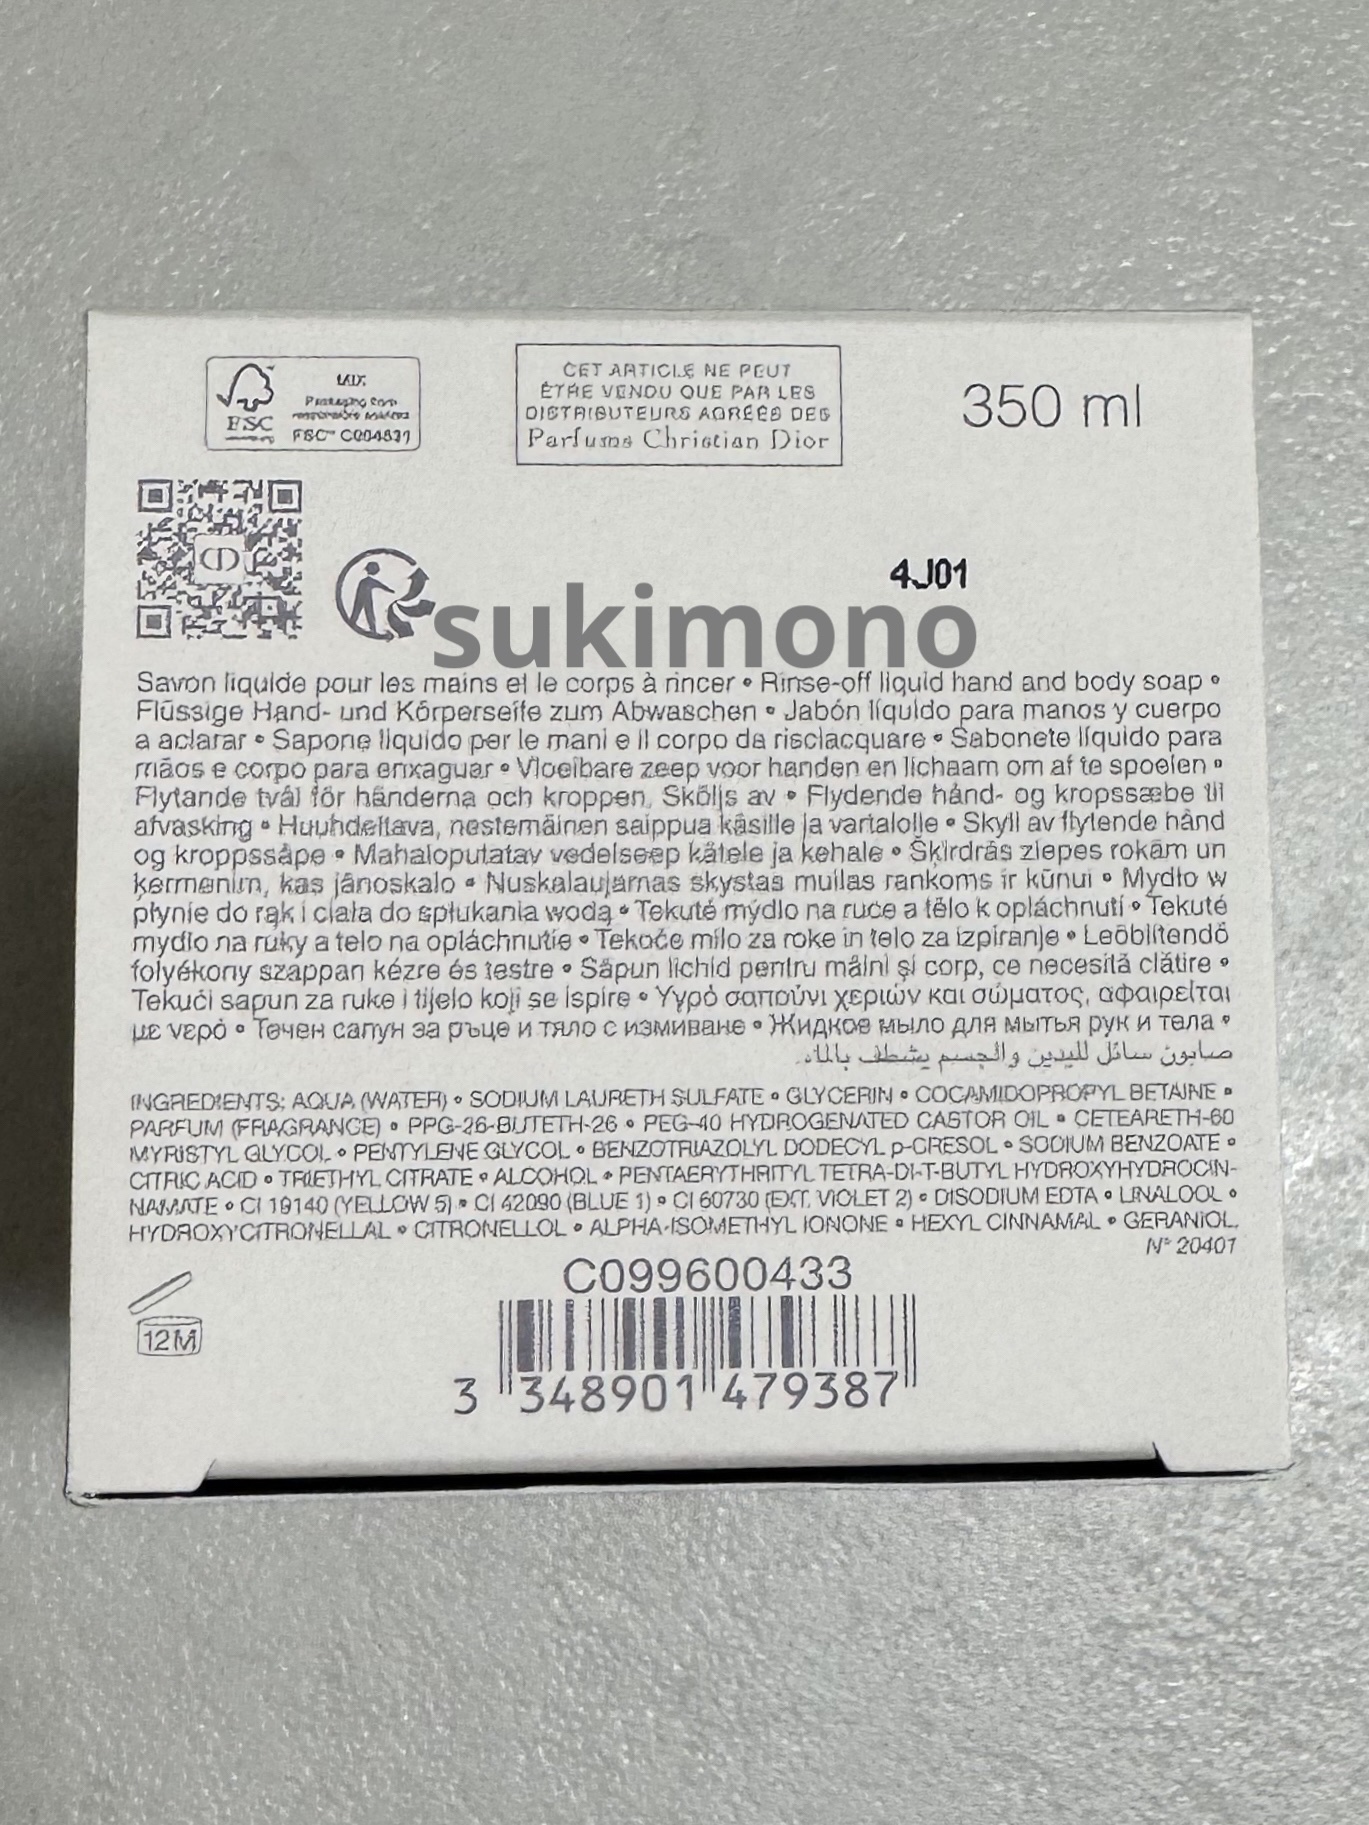 FSC
MIX
FSC™ C004831
CET ARTICLE NE PEUT
ÊTRE VENDU QUE PAR LES
DISTRIBUTEURS AGRÉÉS DES
Parfums Christian Dior
350 ml
4J01
sukimono
Savon liquide pour les mains et le corps à rincer • Rinse-off liquid hand and body soap •
Flüssige Hand- und Körperseife zum Abwaschen • Jabón líquido para manos y cuerpo
a aclarar • Sapone liquido per le mani e il corpo da risciacquare • Sabonete líquido para
mãos e corpo para enxaguar • Vloeibare zeep voor handen en lichaam om af te spoelen •
Flytande tvål för händerna och kroppen. Sköljs av • Flydende hånd- og kropssæbe til
afvasking • Huuhdeltava, nestemäinen saippua käsille ja vartalolle • Skyll av flytende hånd
og kroppssåpe • Mahaloputatav vedelseep kätele ja kehale • Šķidrās ziepes rokām un
ķermenim, kas jānoskalo • Nuskalaujamas skystas muilas rankoms ir kūnui • Mydło w
płynie do rąk i ciała do spłukania wodą • Tekuté mýdlo na ruce a tělo k opláchnutí • Tekuté
mydlo na ruky a telo na opláchnutie • Tekoče milo za roke in telo za izpiranje • Leöblítendő
folyékony szappan kézre és testre • Săpun lichid pentru mâini și corp, ce necesită clătire •
Tekući sapun za ruke i tijelo koji se ispire • Υγρό σαπούνι χεριών και σώματος, αφαιρείται
με νερό • Течен сапун за ръце и тяло с измиване • Жидкое мыло для мытья рук и тела •
صابون سائل لليدين والجسم يشطف بالماء.
INGREDIENTS: AQUA (WATER) • SODIUM LAURETH SULFATE • GLYCERIN • COCAMIDOPROPYL BETAINE •
PARFUM (FRAGRANCE) • PPG-26-BUTETH-26 • PEG-40 HYDROGENATED CASTOR OIL • CETEARETH-60
MYRISTYL GLYCOL • PENTYLENE GLYCOL • BENZOTRIAZOLYL DODECYL p-CRESOL • SODIUM BENZOATE •
CITRIC ACID • TRIETHYL CITRATE • ALCOHOL • PENTAERYTHRITYL TETRA-DI-T-BUTYL HYDROXYHYDROCIN-
NAMATE • CI 19140 (YELLOW 5) • CI 42090 (BLUE 1) • CI 60730 (EXT. VIOLET 2) • DISODIUM EDTA • LINALOOL •
HYDROXYCITRONELLAL • CITRONELLOL • ALPHA-ISOMETHYL IONONE • HEXYL CINNAMAL • GERANIOL.
N° 20401
C099600433
12M
3 348901 479387